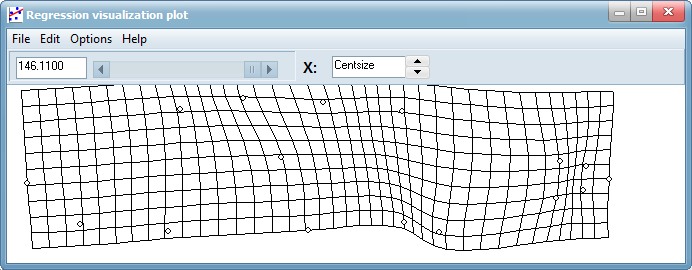 Regression visualization plot
File Edit Options Help
146.1100 X: Centsize